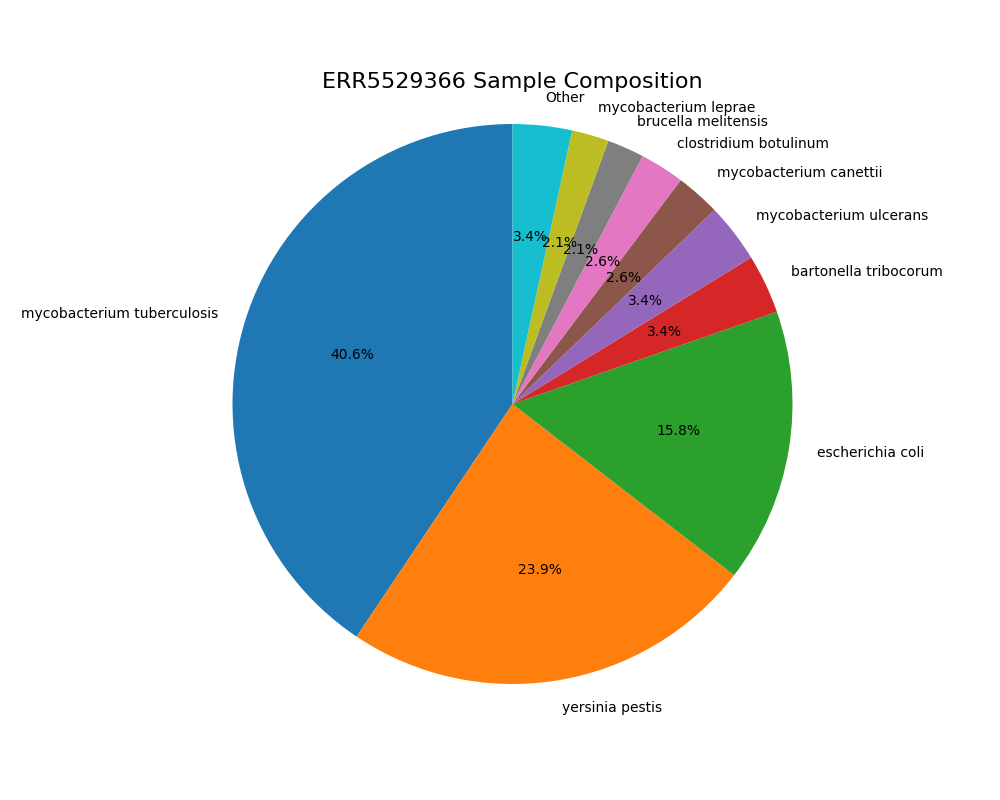 ERR5529366 Sample Composition
Other
mycobacterium leprae
brucella melitensis
clostridium botulinum
mycobacterium canettii
mycobacterium ulcerans
bartonella tribocorum
mycobacterium tuberculosis
escherichia coli
yersinia pestis
3.4%
2.1%
2.1%
2.6%
2.6%
3.4%
3.4%
40.6%
15.8%
23.9%